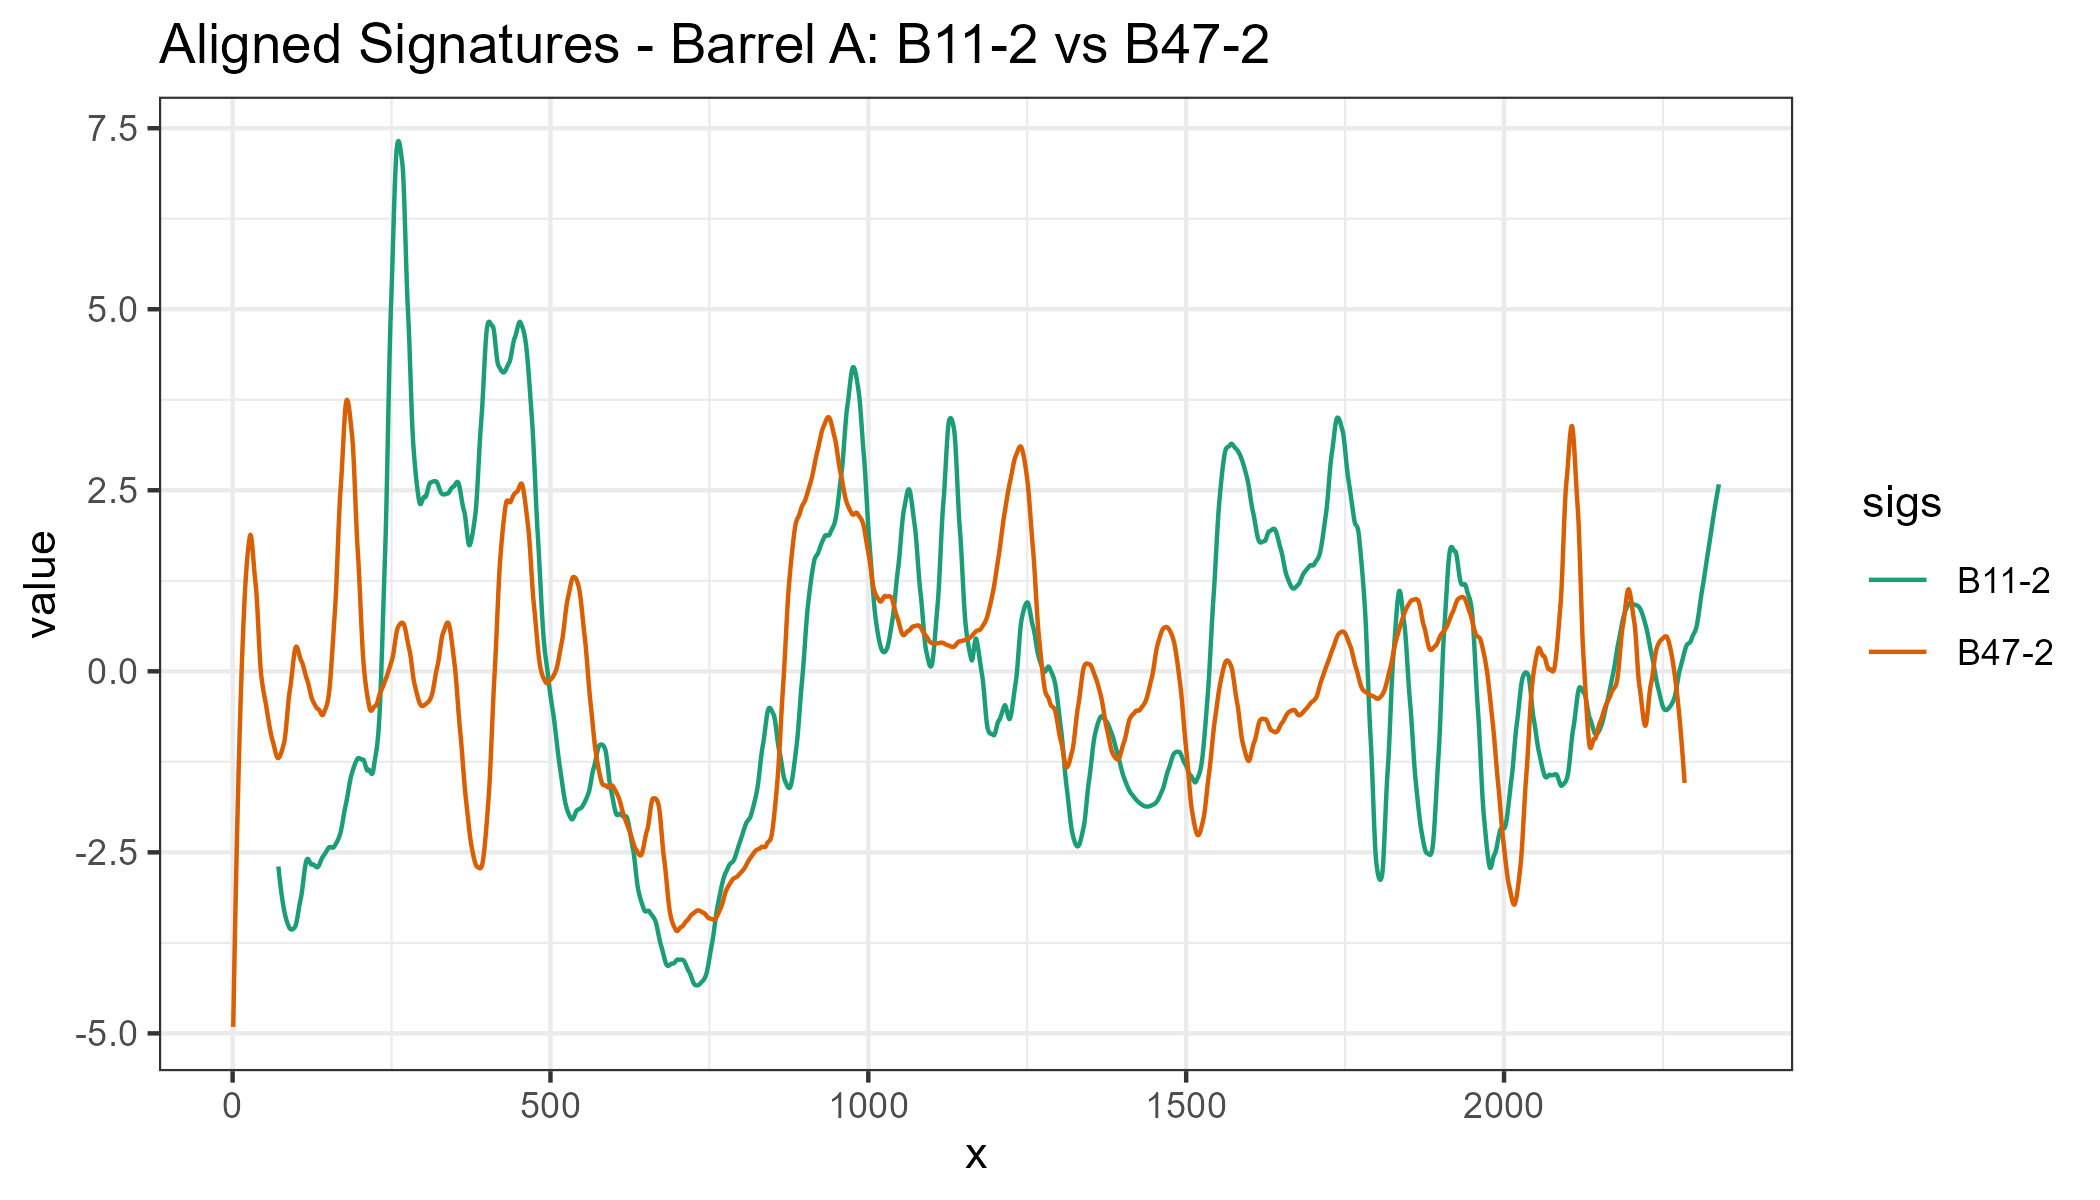 Aligned Signatures - Barrel A: B11-2 vs B47-2
7.5
5.0
2.5
0.0
-2.5
-5.0
value
0 500 1000 1500 2000
x
sigs
B11-2
B47-2